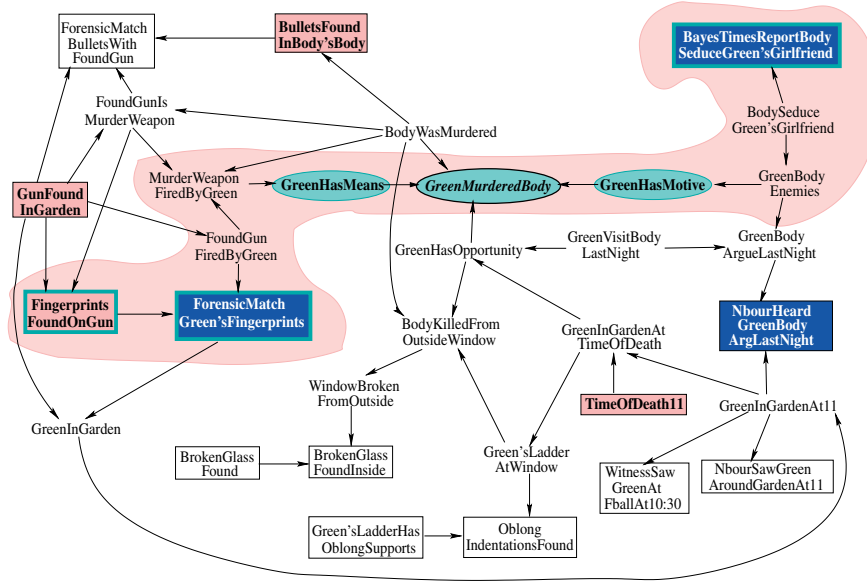 ForensicMatch
BulletsWith
FoundGun
BulletsFound
InBody'sBody
BayesTimesReportBody
SeduceGreen'sGirlfriend
FoundGunIs
MurderWeapon
BodyWasMurdered
BodySeduce
Green'sGirlfriend
MurderWeapon
FiredByGreen
GreenHasMeans
GreenMurderedBody
GreenHasMotive
GreenBody
Enemies
GunFound
InGarden
FoundGun
FiredByGreen
GreenHasOpportunity
GreenVisitBody
LastNight
GreenBody
ArgueLastNight
Fingerprints
FoundOnGun
ForensicMatch
Green'sFingerprints
BodyKilledFrom
OutsideWindow
GreenInGardenAt
TimeOfDeath
NbourHeard
GreenBody
ArgLastNight
WindowBroken
FromOutside
TimeOfDeath11
GreenInGardenAt11
GreenInGarden
BrokenGlass
Found
BrokenGlass
FoundInside
Green'sLadder
AtWindow
WitnessSaw
GreenAt
FballAt10:30
NbourSawGreen
AroundGardenAt11
Green'sLadderHas
OblongSupports
Oblong
IndentationsFound